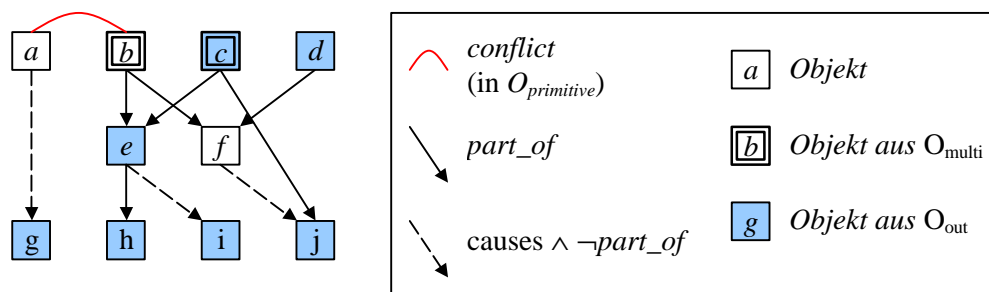 a b c d
e f
g h i j
conflict
(in O_primitive)
part_of
causes ∧ ¬part_of
a Objekt
b Objekt aus O_multi
g Objekt aus O_out